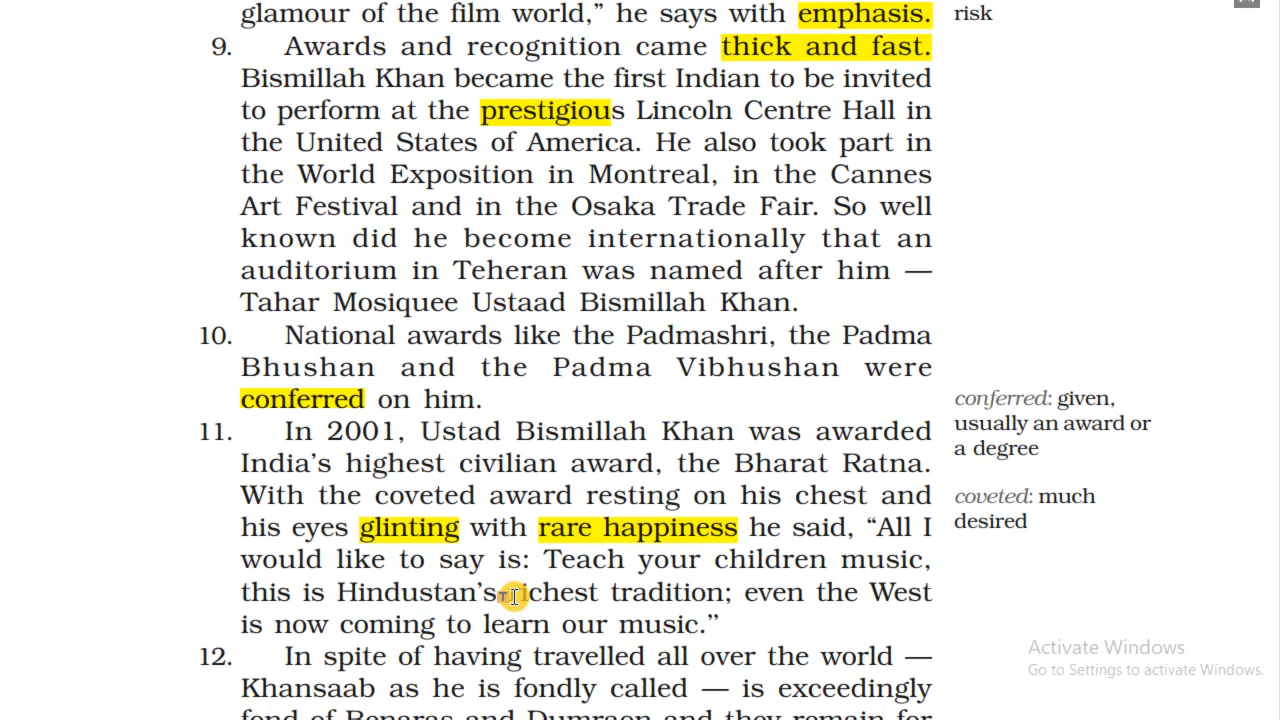 glamour of the film world,” he says with emphasis.
risk
9. Awards and recognition came thick and fast.
Bismillah Khan became the first Indian to be invited
to perform at the prestigious Lincoln Centre Hall in
the United States of America. He also took part in
the World Exposition in Montreal, in the Cannes
Art Festival and in the Osaka Trade Fair. So well
known did he become internationally that an
auditorium in Teheran was named after him —
Tahar Mosiquee Ustaad Bismillah Khan.
10. National awards like the Padmashri, the Padma
Bhushan and the Padma Vibhushan were
conferred on him.
conferred: given,
usually an award or
a degree
11. In 2001, Ustad Bismillah Khan was awarded
India’s highest civilian award, the Bharat Ratna.
With the coveted award resting on his chest and
his eyes glinting with rare happiness he said, “All I
would like to say is: Teach your children music,
this is Hindustan’s richest tradition; even the West
is now coming to learn our music.’’
coveted: much
desired
12. In spite of having travelled all over the world —
Khansaab as he is fondly called — is exceedingly
fond of Benaras and Dumraon and they remain for
Activate Windows
Go to Settings to activate Windows.